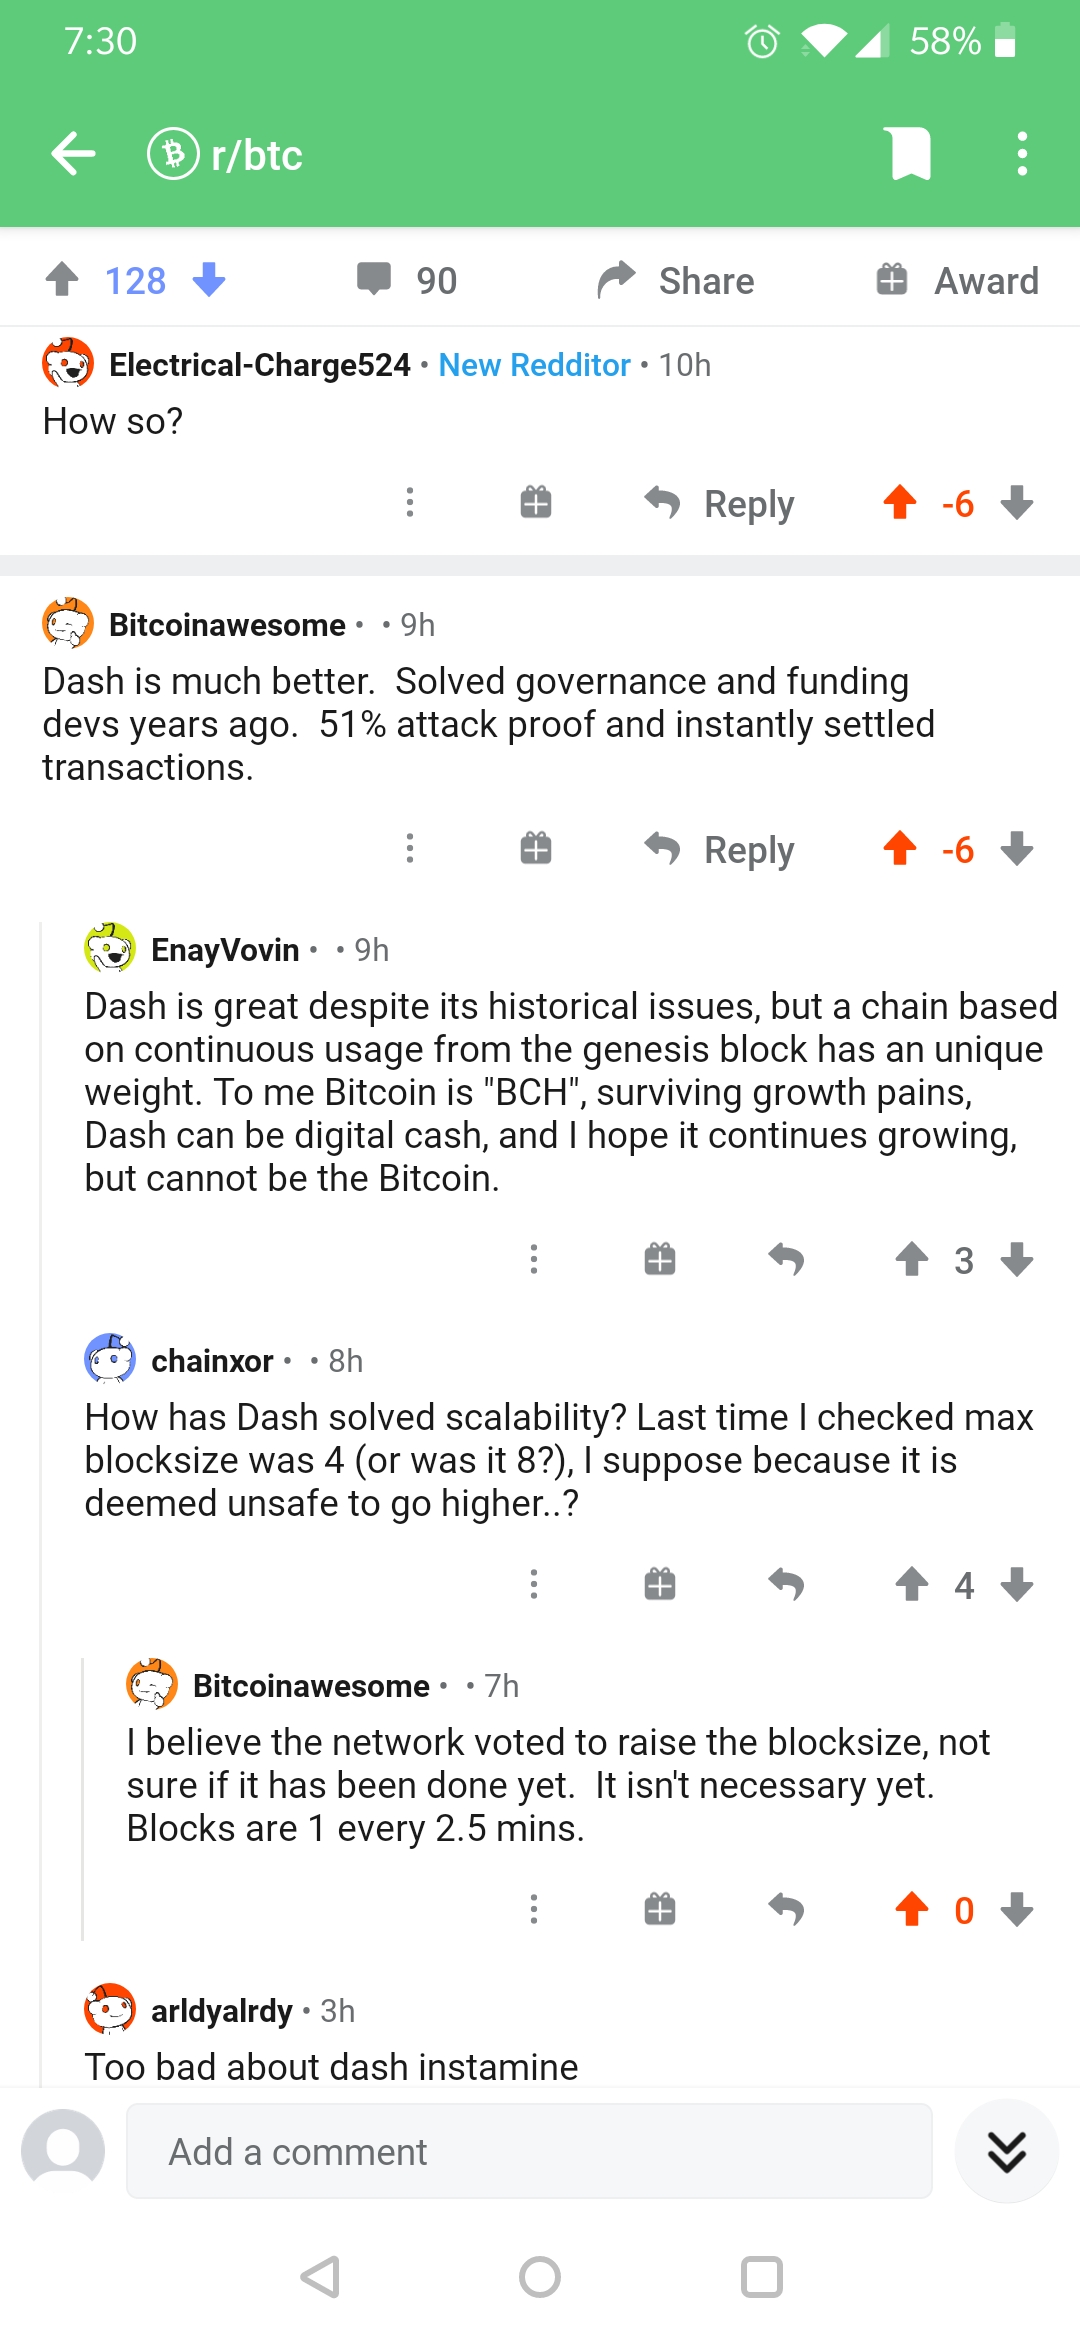 7:30 58%
r/btc
128 90 Share Award
Electrical-Charge524 • New Redditor • 10h
How so?
Reply -6
Bitcoinawesome • • 9h
Dash is much better.  Solved governance and funding
devs years ago.  51% attack proof and instantly settled
transactions.
Reply -6
EnayVovin • • 9h
Dash is great despite its historical issues, but a chain based
on continuous usage from the genesis block has an unique
weight. To me Bitcoin is "BCH", surviving growth pains,
Dash can be digital cash, and I hope it continues growing,
but cannot be the Bitcoin.
3
chainxor • • 8h
How has Dash solved scalability? Last time I checked max
blocksize was 4 (or was it 8?), I suppose because it is
deemed unsafe to go higher..?
4
Bitcoinawesome • • 7h
I believe the network voted to raise the blocksize, not
sure if it has been done yet.  It isn't necessary yet.
Blocks are 1 every 2.5 mins.
0
arldyalrdy • 3h
Too bad about dash instamine
Add a comment